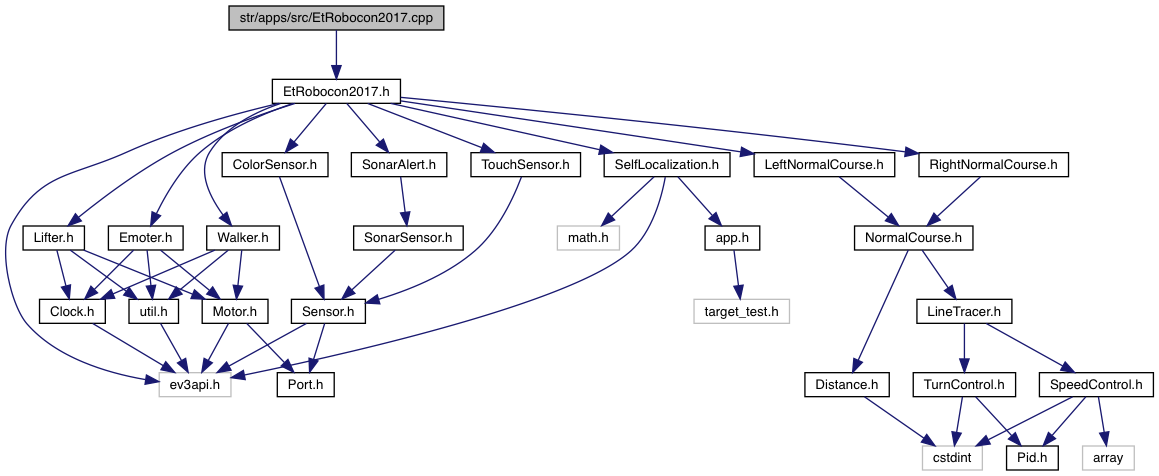 str/apps/src/EtRobocon2017.cpp
EtRobocon2017.h
ColorSensor.h
SonarAlert.h
TouchSensor.h
SelfLocalization.h
LeftNormalCourse.h
RightNormalCourse.h
Lifter.h
Emoter.h
Walker.h
SonarSensor.h
math.h
app.h
NormalCourse.h
Clock.h
util.h
Motor.h
Sensor.h
target_test.h
LineTracer.h
ev3api.h
Port.h
Distance.h
TurnControl.h
SpeedControl.h
cstdint
Pid.h
array